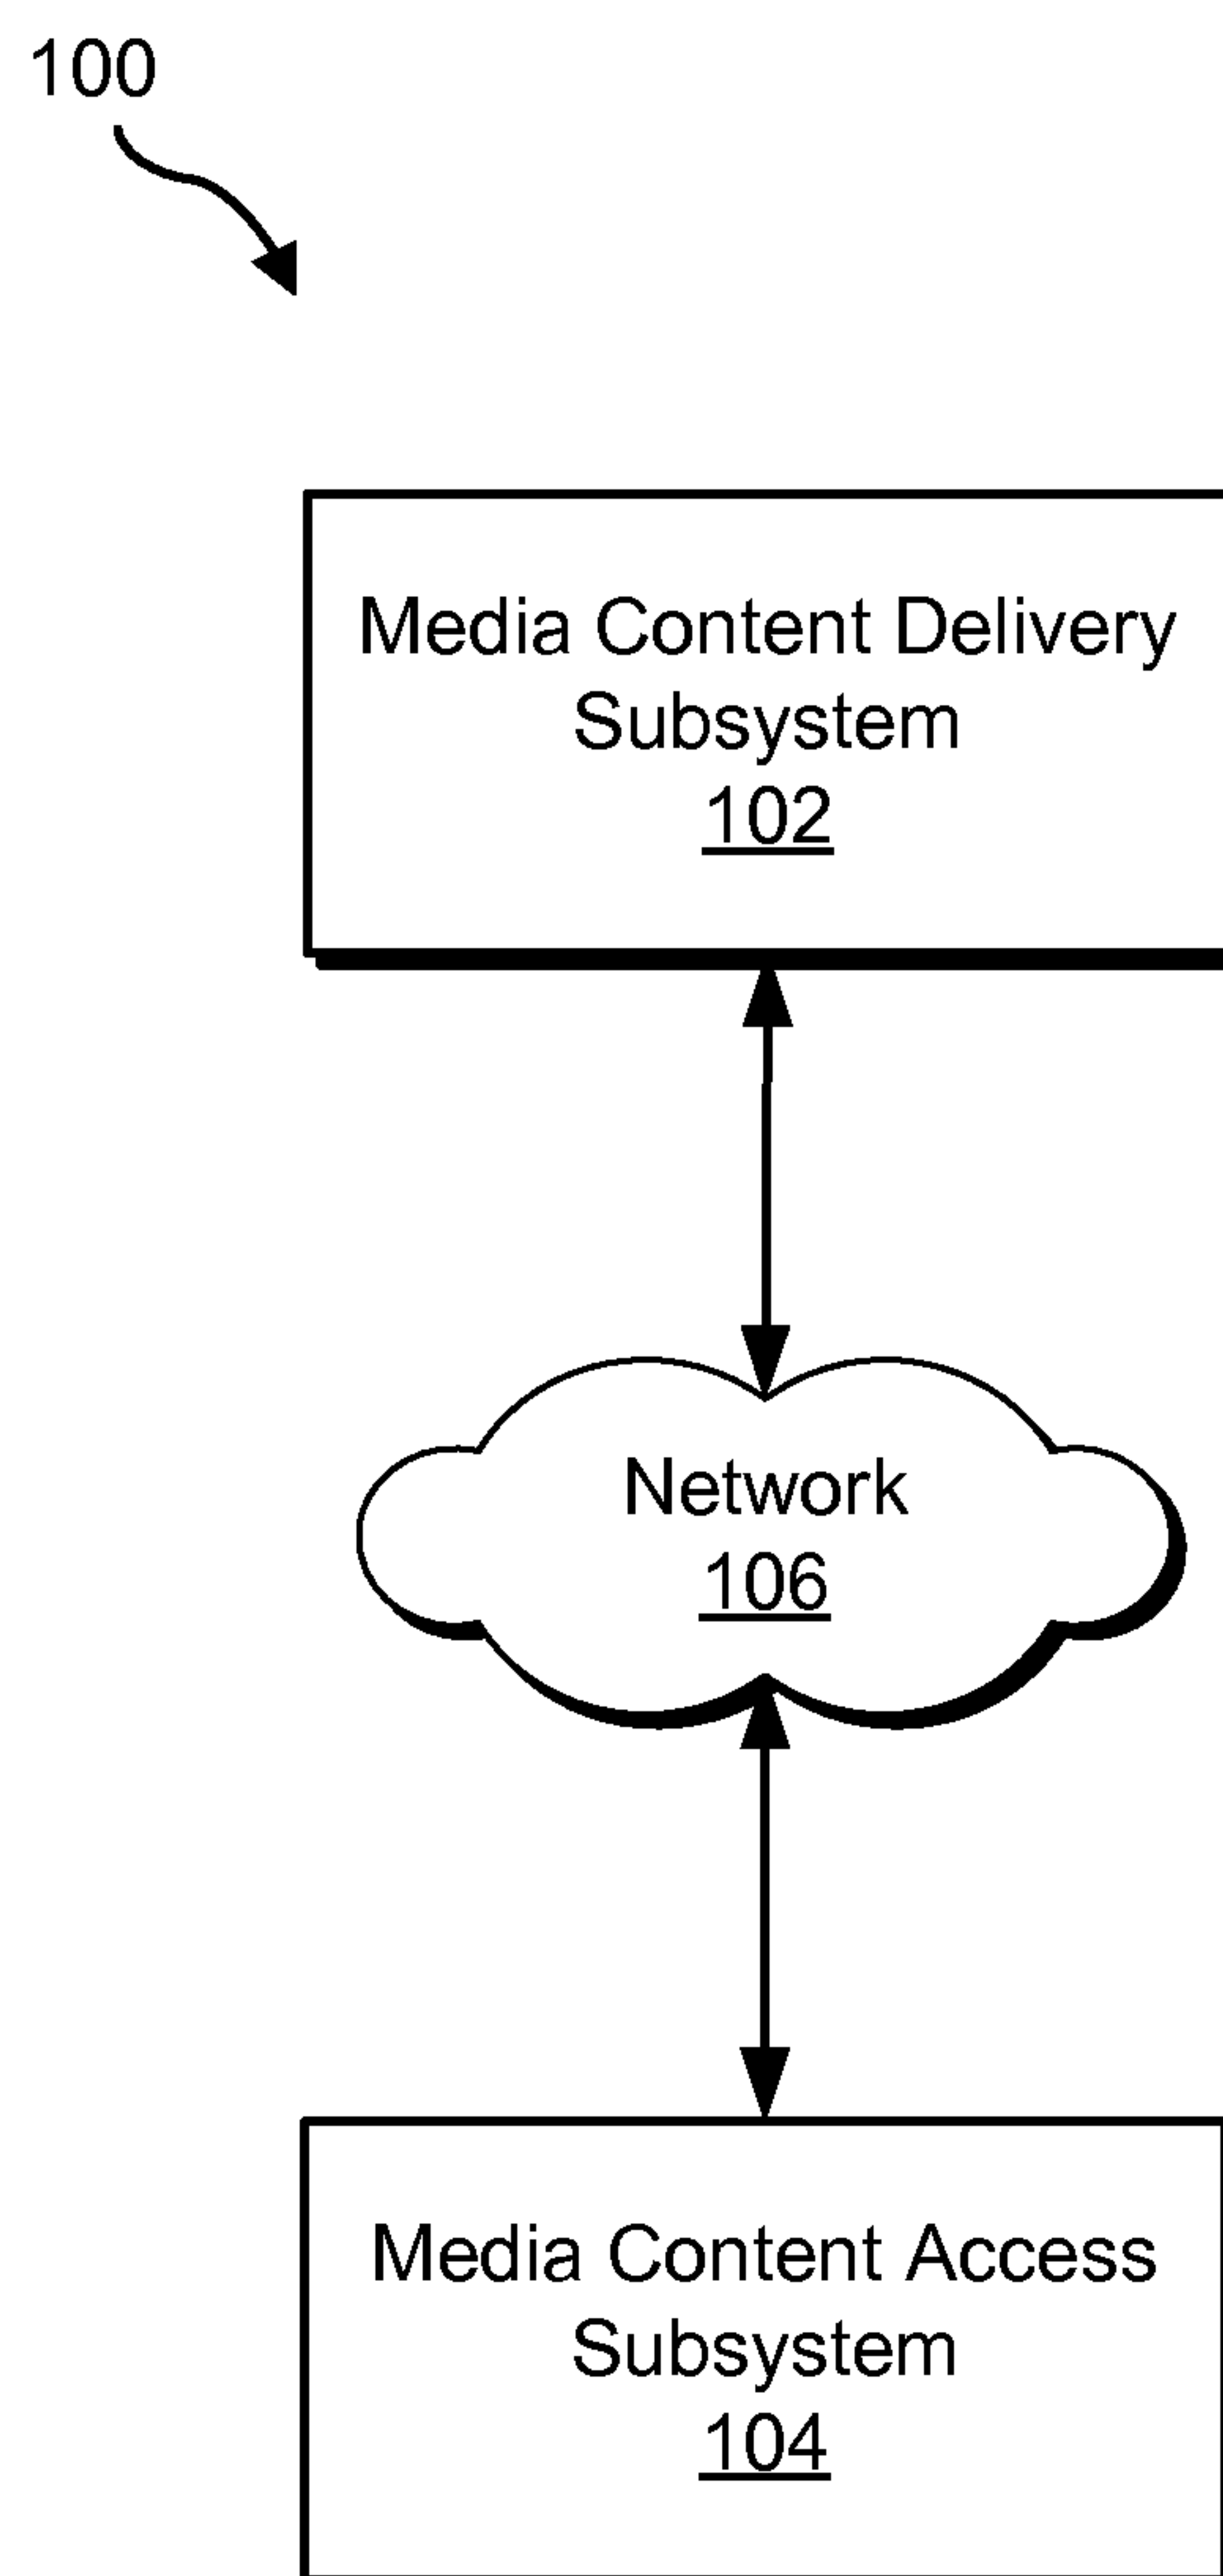 100
Media Content Delivery
Subsystem
102
Network
106
Media Content Access
Subsystem
104